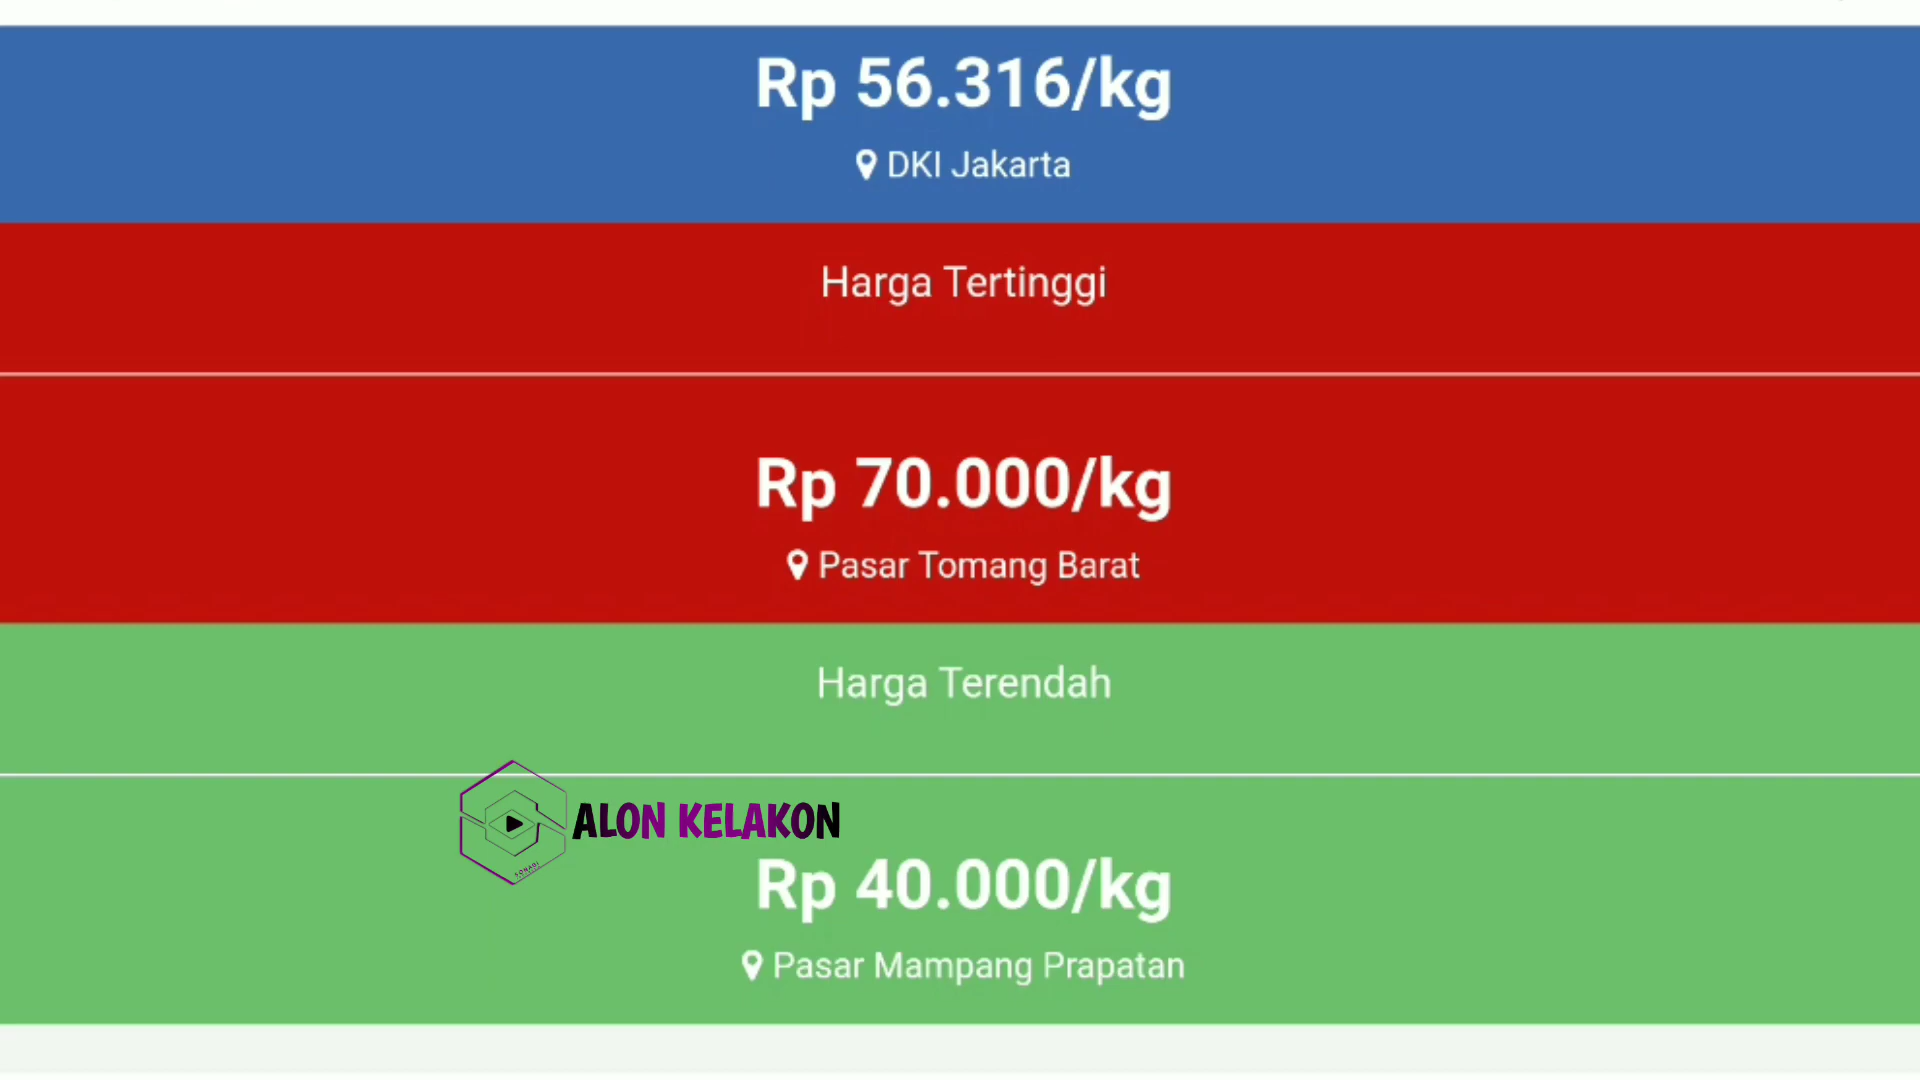 Rp 56.316/kg
DKI Jakarta
Harga Tertinggi
Rp 70.000/kg
Pasar Tomang Barat
Harga Terendah
ALON KELAKON
Rp 40.000/kg
Pasar Mampang Prapatan